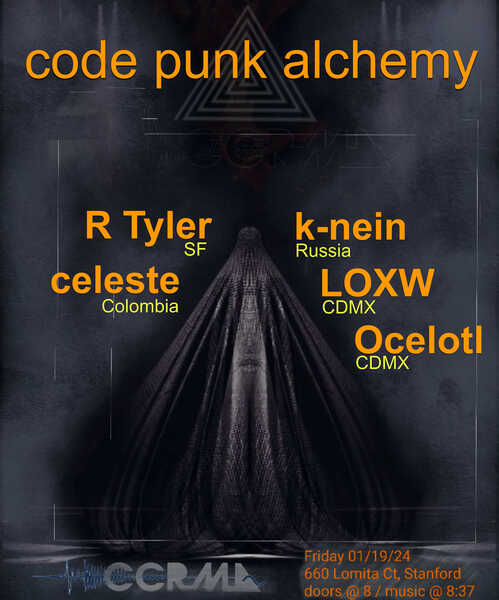 code punk alchemy
CCRMA
R Tyler
SF
k-nein
Russia
celeste
Colombia
LOXW
CDMX
Ocelotl
CDMX
CCRMA
Friday 01/19/24
660 Lomita Ct, Stanford
doors @ 8 / music @ 8:37